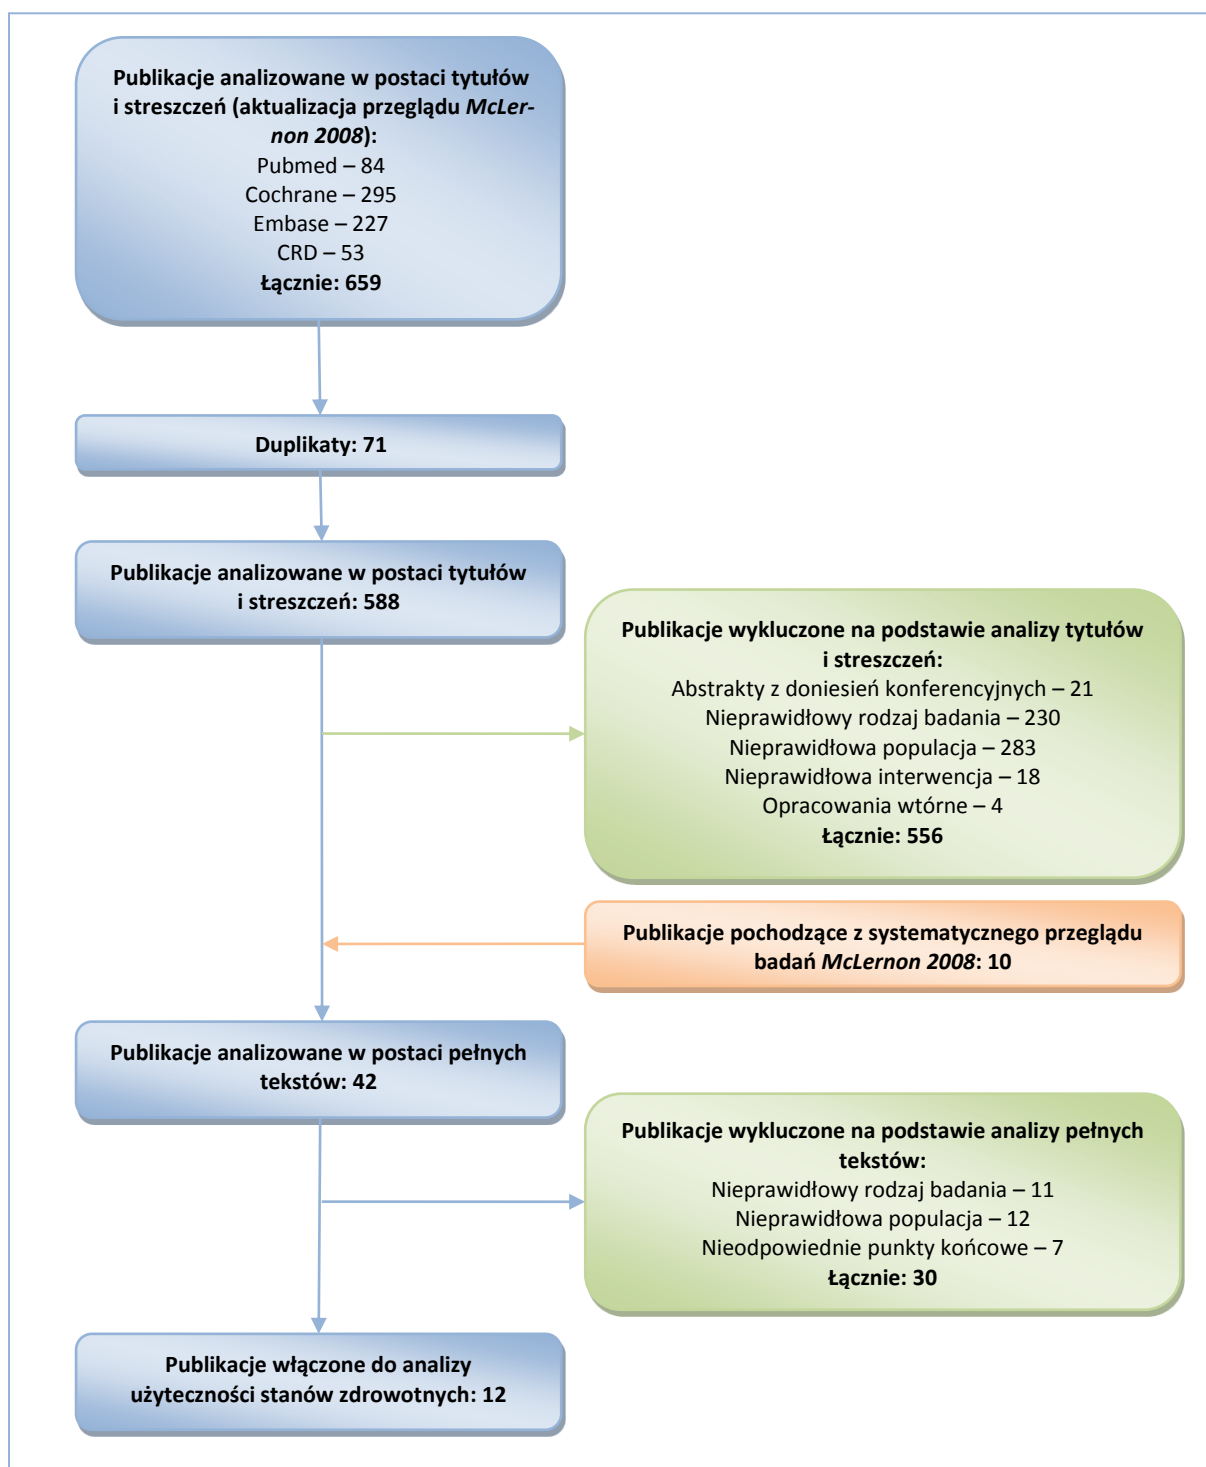 Publikacje analizowane w postaci tytułów
i streszczeń (aktualizacja przeglądu McLer-
non 2008):
Pubmed – 84
Cochrane – 295
Embase – 227
CRD – 53
Łącznie: 659
Duplikaty: 71
Publikacje analizowane w postaci tytułów
i streszczeń: 588
Publikacje wykluczone na podstawie analizy tytułów
i streszczeń:
Abstrakty z doniesień konferencyjnych – 21
Nieprawidłowy rodzaj badania – 230
Nieprawidłowa populacja – 283
Nieprawidłowa interwencja – 18
Opracowania wtórne – 4
Łącznie: 556
Publikacje pochodzące z systematycznego przeglądu
badań McLernon 2008: 10
Publikacje analizowane w postaci pełnych
tekstów: 42
Publikacje wykluczone na podstawie analizy pełnych
tekstów:
Nieprawidłowy rodzaj badania – 11
Nieprawidłowa populacja – 12
Nieodpowiednie punkty końcowe – 7
Łącznie: 30
Publikacje włączone do analizy
użyteczności stanów zdrowotnych: 12